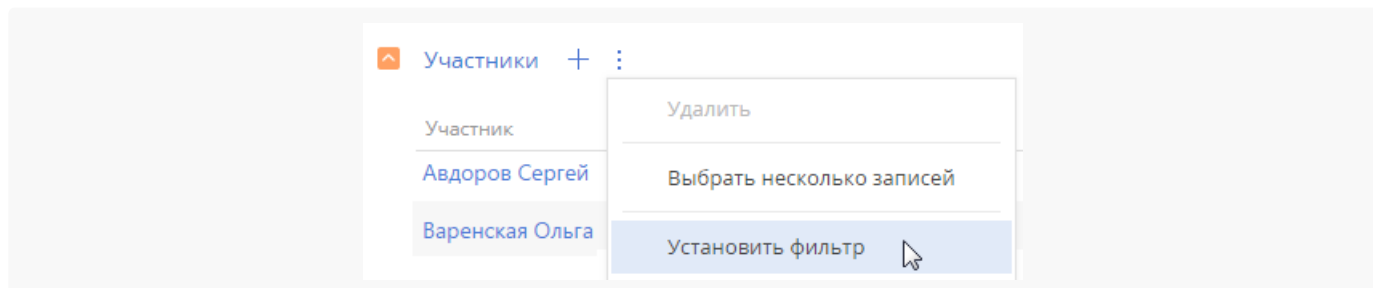 Участники
Участник
Авдоров Сергей
Варенская Ольга
Удалить
Выбрать несколько записей
Установить фильтр